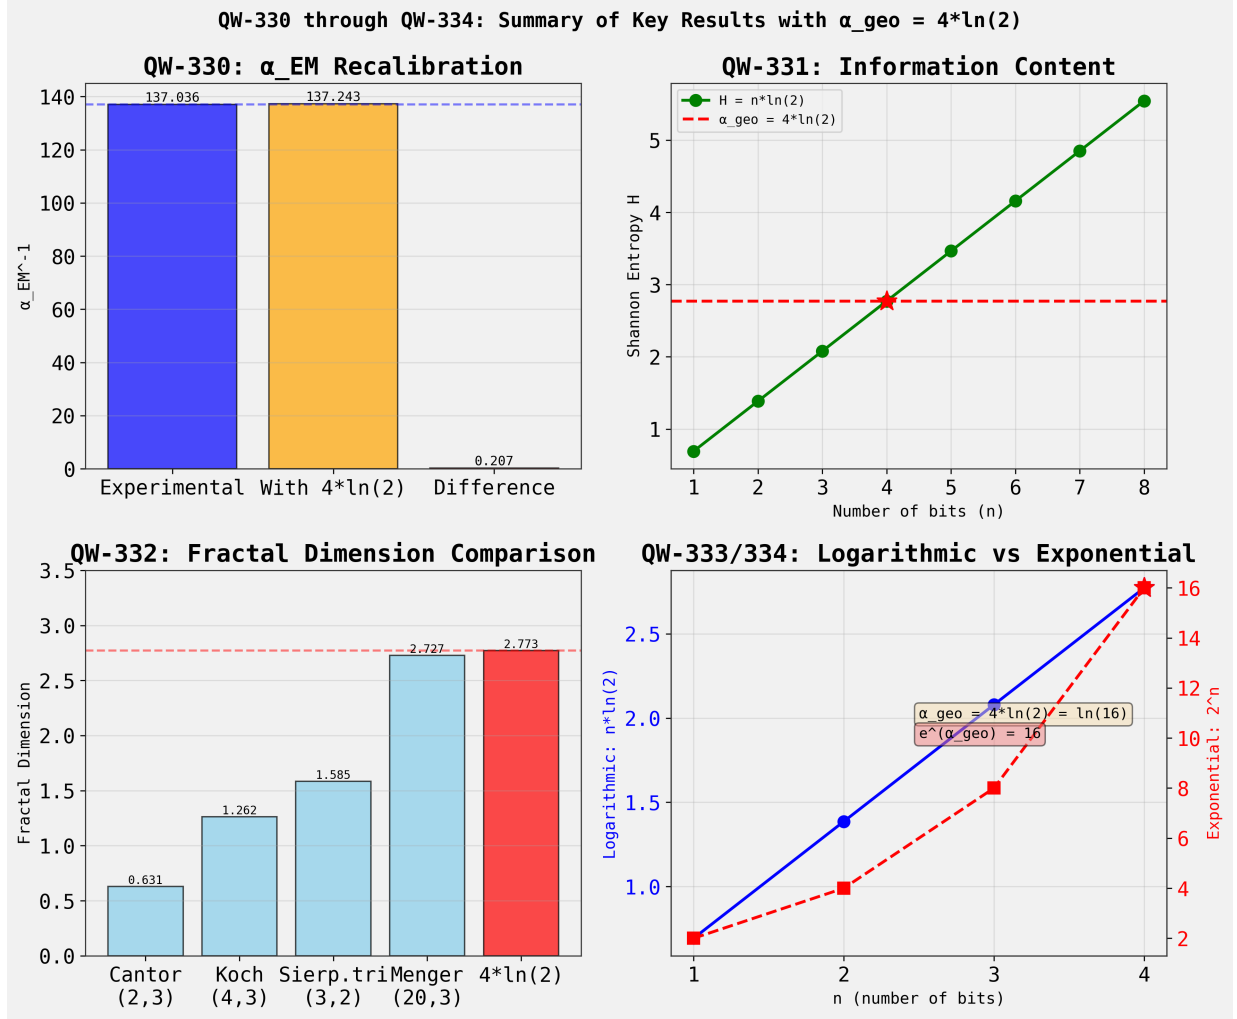 QW-330 through QW-334: Summary of Key Results with α_geo = 4*ln(2)
QW-330: α_EM Recalibration
α_EM^-1
140
120
100
80
60
40
20
0
137.036
137.243
0.207
Experimental
With 4*ln(2)
Difference
QW-331: Information Content
H = n*ln(2)
α_geo = 4*ln(2)
Shannon Entropy H
5
4
3
2
1
1 2 3 4 5 6 7 8
Number of bits (n)
QW-332: Fractal Dimension Comparison
Fractal Dimension
3.5
3.0
2.5
2.0
1.5
1.0
0.5
0.0
0.631
1.262
1.585
2.727
2.773
Cantor
(2,3)
Koch
(4,3)
Sierp.tri
(3,2)
Menger
(20,3)
4*ln(2)
QW-333/334: Logarithmic vs Exponential
Logarithmic: n*ln(2)
2.5
2.0
1.5
1.0
α_geo = 4*ln(2) = ln(16)
e^(α_geo) = 16
16
14
12
10
8
6
4
2
Exponential: 2^n
1 2 3 4
n (number of bits)